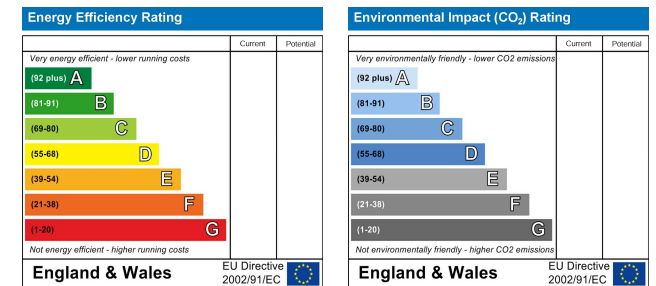 Energy Efficiency Rating
Current Potential
Very energy efficient - lower running costs
(92 plus) A
(81-91) B
(69-80) C
(55-68) D
(39-54) E
(21-38) F
(1-20) G
Not energy efficient - higher running costs
England & Wales
EU Directive
2002/91/EC
Environmental Impact (CO₂) Rating
Current Potential
Very environmentally friendly - lower CO2 emissions
(92 plus) A
(81-91) B
(69-80) C
(55-68) D
(39-54) E
(21-38) F
(1-20) G
Not environmentally friendly - higher CO2 emissions
England & Wales
EU Directive
2002/91/EC